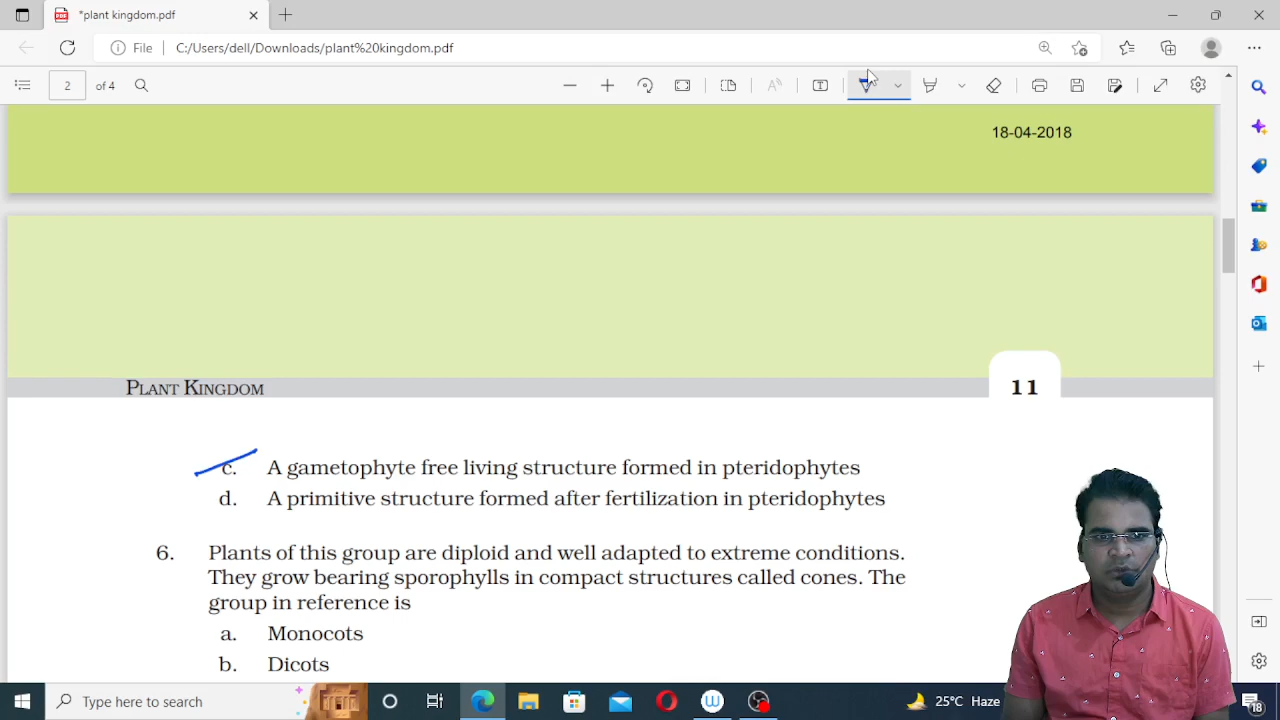 *plant kingdom.pdf
File
C:/Users/dell/Downloads/plant%20kingdom.pdf
2 of 4
18-04-2018
PLANT KINGDOM
11
c. A gametophyte free living structure formed in pteridophytes
d. A primitive structure formed after fertilization in pteridophytes
6. Plants of this group are diploid and well adapted to extreme conditions.
They grow bearing sporophylls in compact structures called cones. The
group in reference is
a. Monocots
b. Dicots
Type here to search
25°C Haze
18